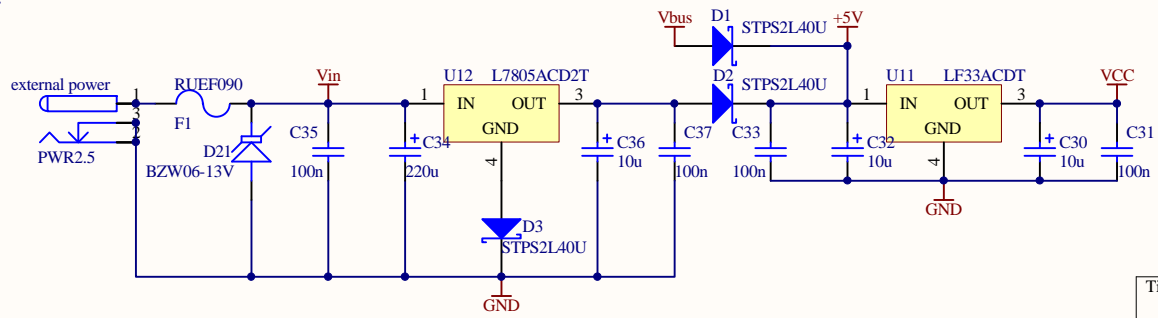 Vbus
D1
STPS2L40U
+5V
external power
1
3
2
PWR2.5
RUEF090
F1
Vin
U12
L7805ACD2T
1
IN
OUT
3
GND
4
D2
STPS2L40U
U11
LF33ACDT
1
IN
OUT
3
GND
4
VCC
D21
BZW06-13V
C35
100n
C34
220u
C36
10u
C37
100n
C33
100n
C32
10u
C30
10u
C31
100n
D3
STPS2L40U
GND
GND
Ti